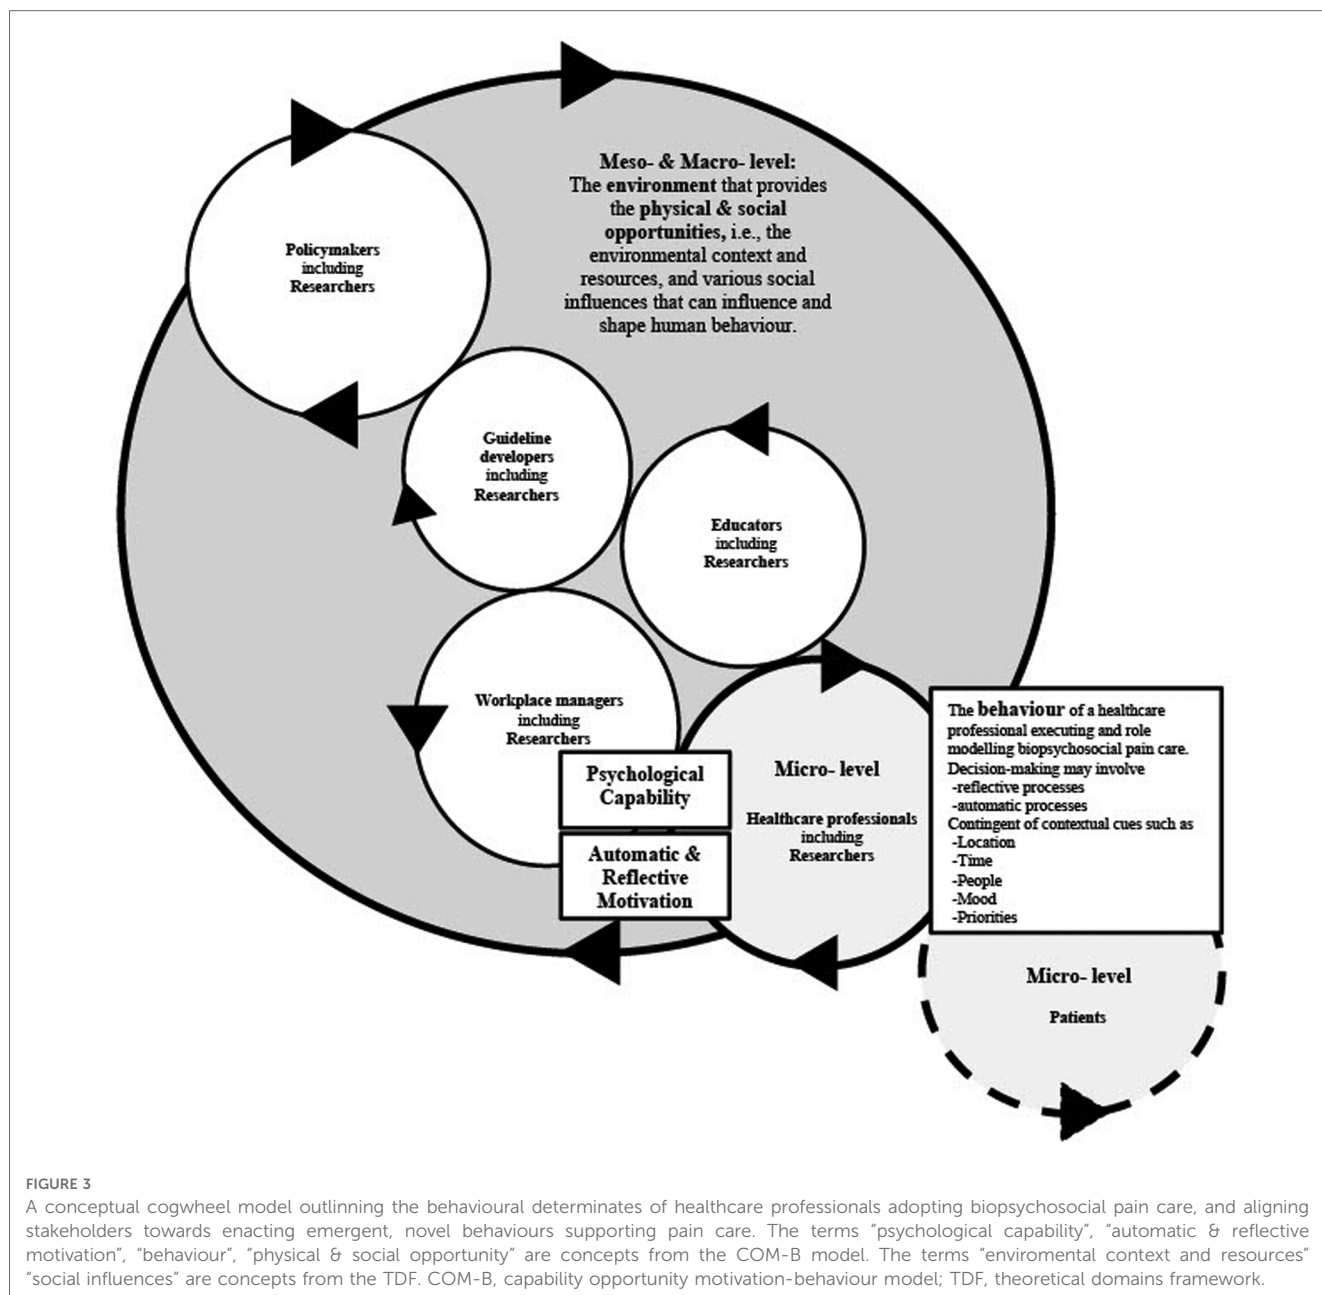 Meso- & Macro- level:
The environment that provides
the physical & social
opportunities, i.e., the
environmental context and
resources, and various social
influences that can influence and
shape human behaviour.
Policymakers
including
Researchers
Guideline
developers
including
Researchers
Educators
including
Researchers
Workplace managers
including
Researchers
Psychological
Capability
Automatic &
Reflective
Motivation
Micro- level
Healthcare professionals
including
Researchers
The behaviour of a healthcare
professional executing and role
modelling biopsychosocial pain care.
Decision-making may involve
-reflective processes
-automatic processes
Contingent of contextual cues such as
-Location
-Time
-People
-Mood
-Priorities
Micro- level
Patients
FIGURE 3
A conceptual cogwheel model outlinning the behavioural determinates of healthcare professionals adopting biopsychosocial pain care, and aligning
stakeholders towards enacting emergent, novel behaviours supporting pain care. The terms “psychological capability”, “automatic & reflective
motivation”, “behaviour”, “physical & social opportunity” are concepts from the COM-B model. The terms “enviromental context and resources”
“social influences” are concepts from the TDF. COM-B, capability opportunity motivation-behaviour model; TDF, theoretical domains framework.